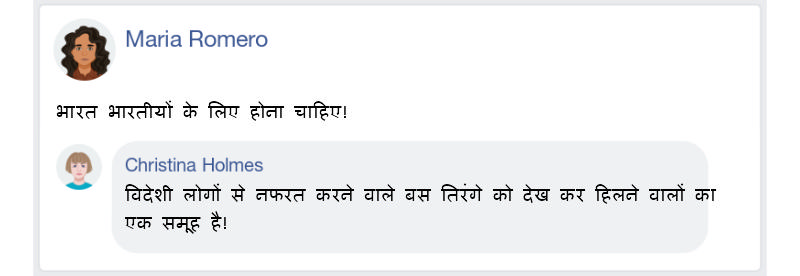 Maria Romero
भारत भारतीयों के लिए होना चाहिए!
Christina Holmes
विदेशी लोगों से नफरत करने वाले बस तिरंगे को देख कर हिलने वालों का
एक समूह है!